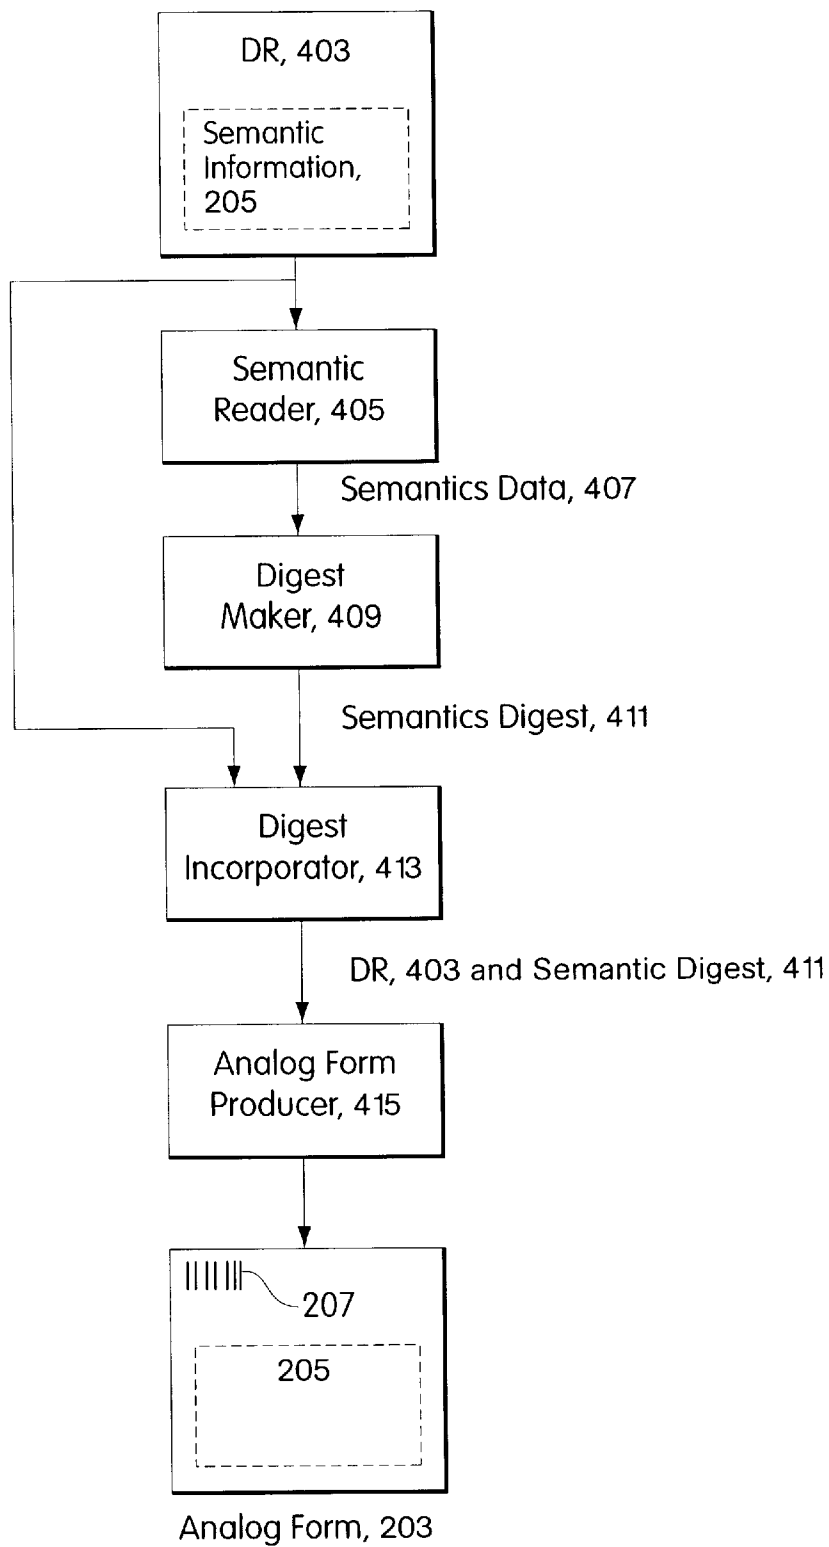 DR, 403
Semantic
Information,
205
Semantic
Reader, 405
Semantics Data, 407
Digest
Maker, 409
Semantics Digest, 411
Digest
Incorporator, 413
DR, 403 and Semantic Digest, 411
Analog Form
Producer, 415
207
205
Analog Form, 203